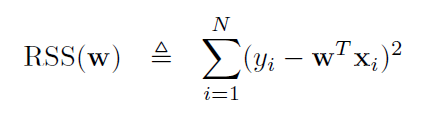 RSS(w) ≜ ∑_{i=1}^{N} (y_i − w^T x_i)^2